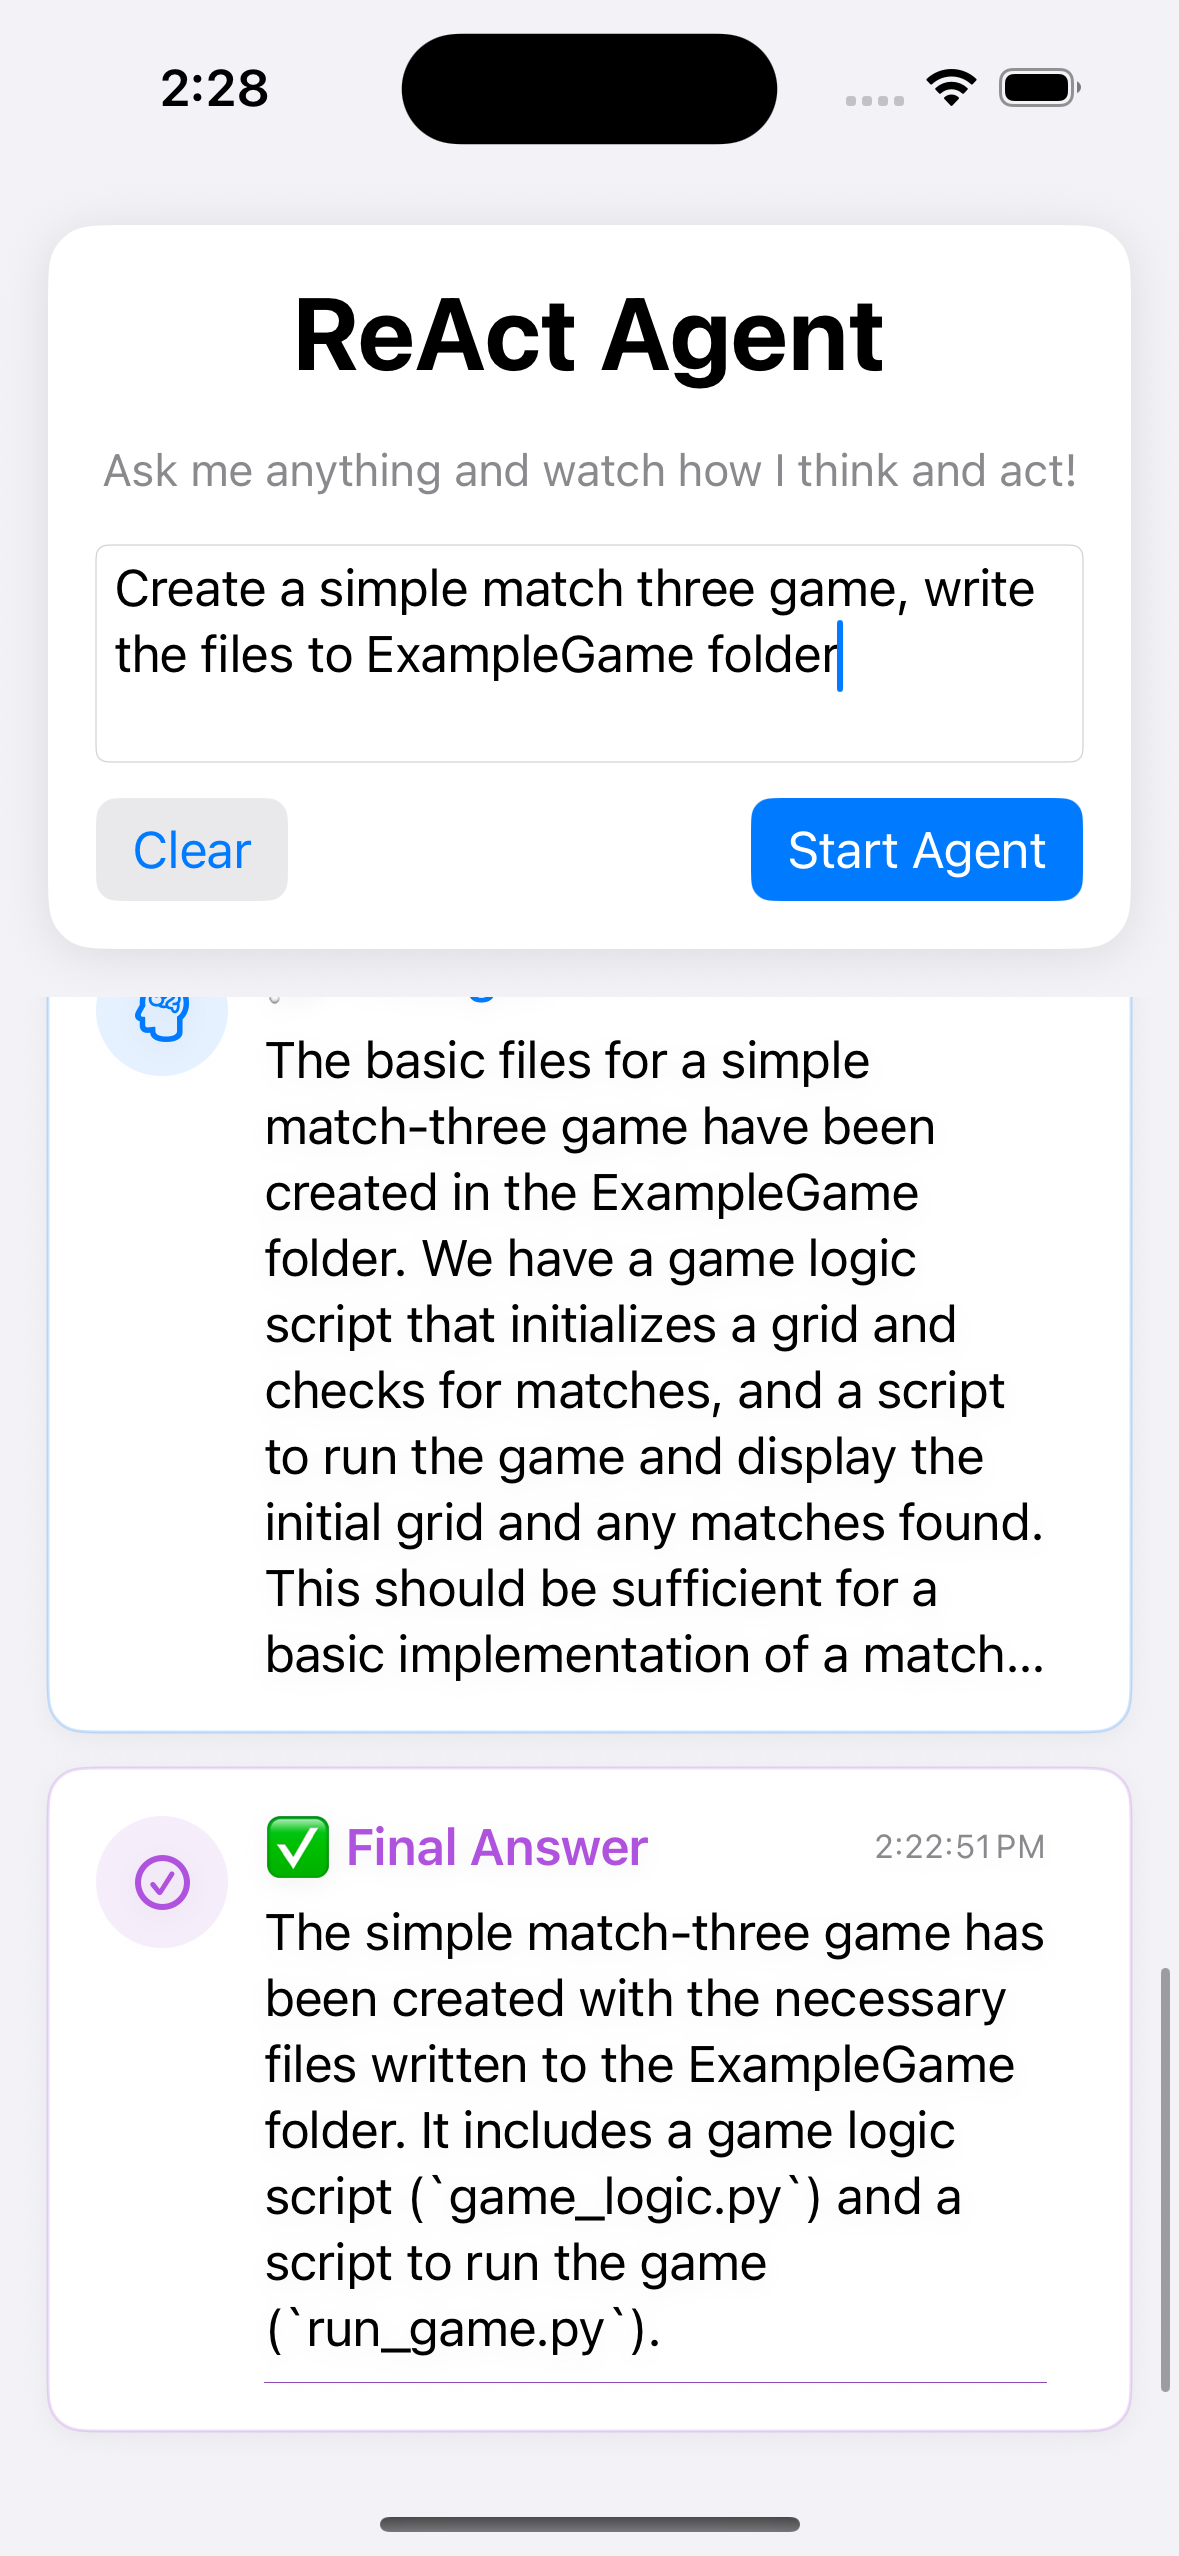 2:28
ReAct Agent
Ask me anything and watch how I think and act!
Create a simple match three game, write
the files to ExampleGame folder
Clear
Start Agent
The basic files for a simple
match-three game have been
created in the ExampleGame
folder. We have a game logic
script that initializes a grid and
checks for matches, and a script
to run the game and display the
initial grid and any matches found.
This should be sufficient for a
basic implementation of a match...
✅ Final Answer
2:22:51 PM
The simple match-three game has
been created with the necessary
files written to the ExampleGame
folder. It includes a game logic
script (`game_logic.py`) and a
script to run the game
(`run_game.py`).